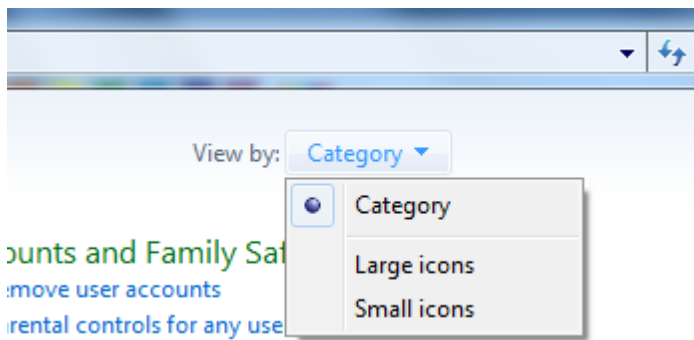 View by: Category
Category
Large icons
Small icons
ounts and Family Saf
emove user accounts
rental controls for any use